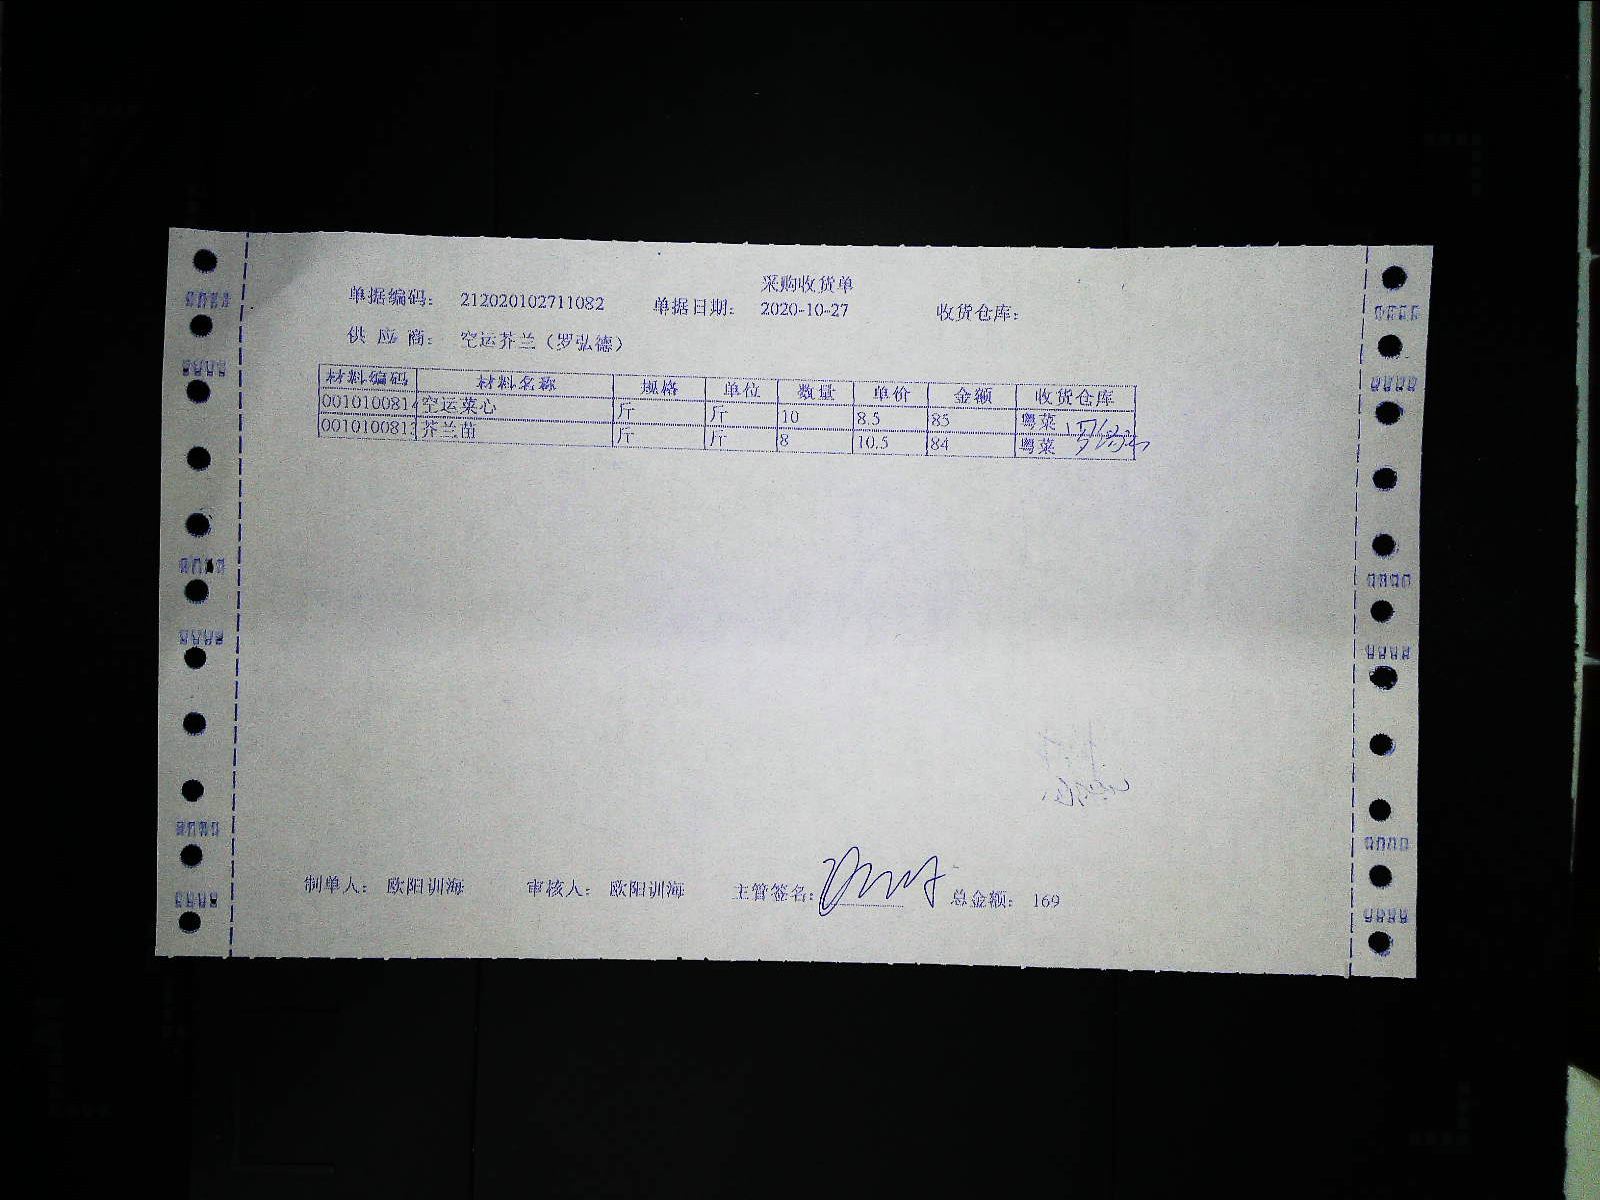 采购收货单
单据编码： 212020102711082 单据日期： 2020-10-27 收货仓库：
供 应 商： 空运芥兰（罗弘德）
材料编码 材料名称 规格 单位 数量 单价 金额 收货仓库
0010100814 空运菜心 斤 斤 10 8.5 85 粤菜
0010100813 芥兰苗 斤 斤 8 10.5 84 粤菜
制单人： 欧阳训海 审核人： 欧阳训海 主管签名： 总金额： 169